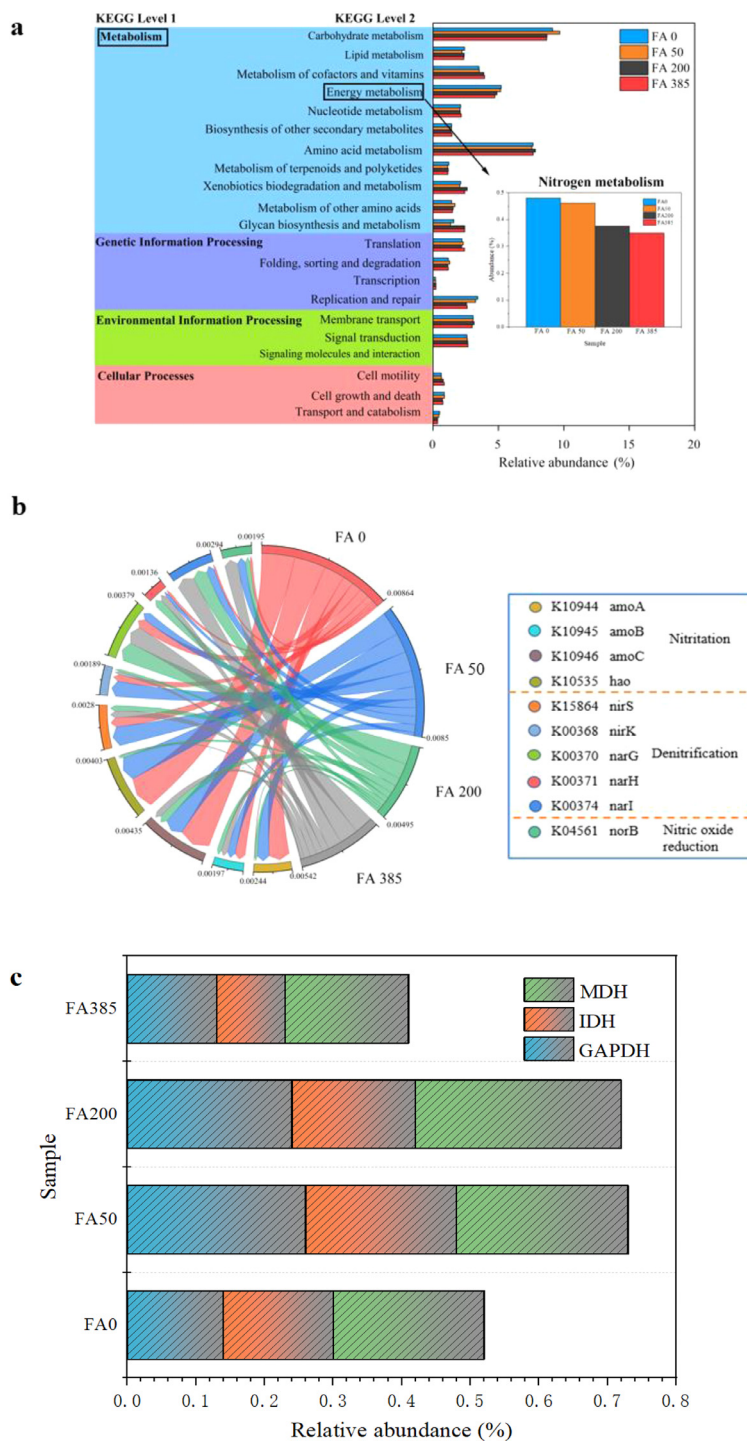 a
KEGG Level 1 KEGG Level 2
Metabolism
Carbohydrate metabolism
Lipid metabolism
Metabolism of cofactors and vitamins
Energy metabolism
Nucleotide metabolism
Biosynthesis of other secondary metabolites
Amino acid metabolism
Metabolism of terpenoids and polyketides
Xenobiotics biodegradation and metabolism
Metabolism of other amino acids
Glycan biosynthesis and metabolism
Genetic Information Processing
Translation
Folding, sorting and degradation
Transcription
Replication and repair
Environmental Information Processing
Membrane transport
Signal transduction
Signaling molecules and interaction
Cellular Processes
Cell motility
Cell growth and death
Transport and catabolism
FA 0
FA 50
FA 200
FA 385
Nitrogen metabolism
FA0
FA50
FA200
FA385
Abundance (%)
0.5
0.4
0.3
0.2
0.1
0.0
FA 0 FA 50 FA 200 FA 385
Sample
0 5 10 15 20
Relative abundance (%)
b
FA 0
0.00864
FA 50
0.0085
FA 200
0.00495
FA 385
0.00542
0.00244
0.00197
0.00435
0.00403
0.0028
0.00189
0.00379
0.00136
0.00294
0.00195
K10944 amoA
K10945 amoB
K10946 amoC
K10535 hao
Nitritation
K15864 nirS
K00368 nirK
K00370 narG
K00371 narH
K00374 narI
Denitrification
K04561 norB
Nitric oxide
reduction
c
FA385
FA200
FA50
FA0
Sample
MDH
IDH
GAPDH
0.0 0.1 0.2 0.3 0.4 0.5 0.6 0.7 0.8
Relative abundance (%)